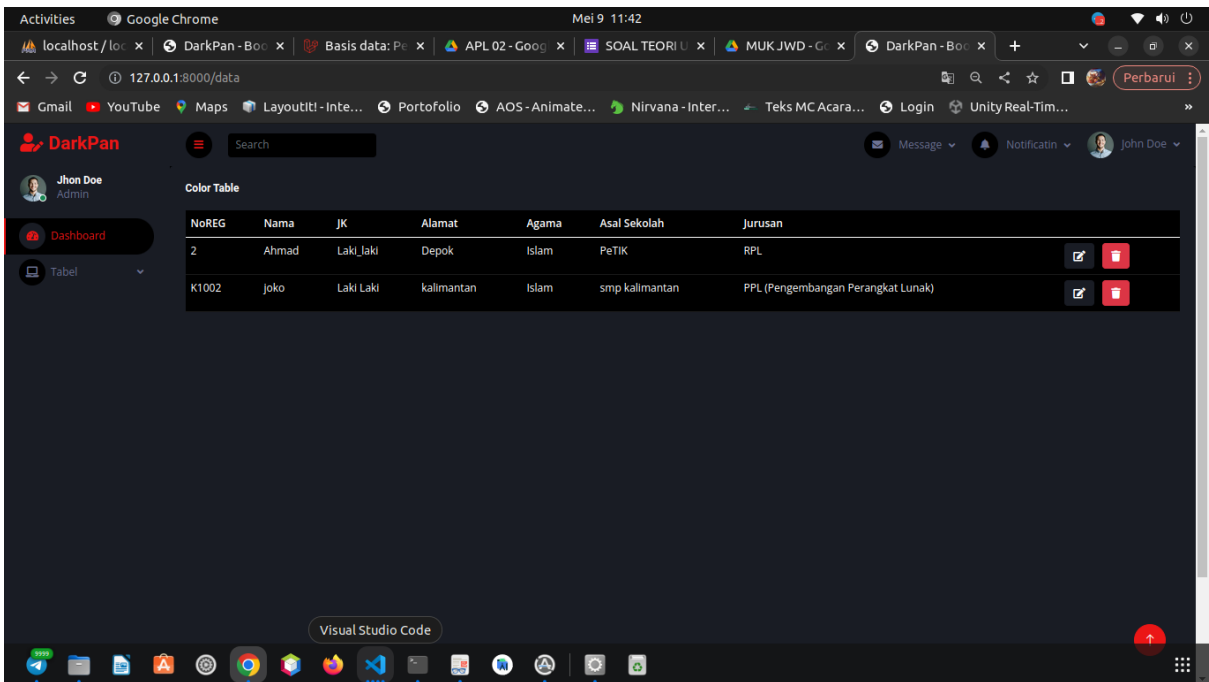 Activities Google Chrome Mei 9 11:42
localhost / loc DarkPan - Boo Basis data: Pe APL 02 - Goog SOAL TEORI U MUK JWD - Go DarkPan - Boo
127.0.0.1:8000/data Perbarui
Gmail YouTube Maps LayoutIt! - Inte... Portofolio AOS - Animate... Nirvana - Inter... Teks MC Acara... Login Unity Real-Tim... »
DarkPan Search Message Notificatin John Doe
Jhon Doe
Admin
Color Table
Dashboard
Tabel
NoREG Nama JK Alamat Agama Asal Sekolah Jurusan
2 Ahmad Laki_laki Depok Islam PeTIK RPL
K1002 joko Laki Laki kalimantan Islam smp kalimantan PPL (Pengembangan Perangkat Lunak)
Visual Studio Code
9999